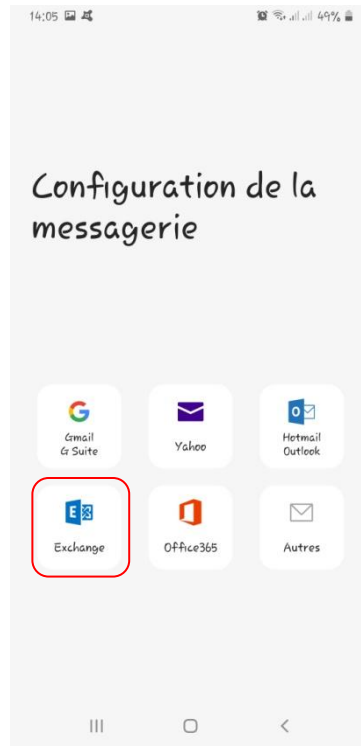 14:05 49%
Configuration de la
messagerie
Gmail
G Suite
Yahoo
Hotmail
Outlook
Exchange
Office365
Autres